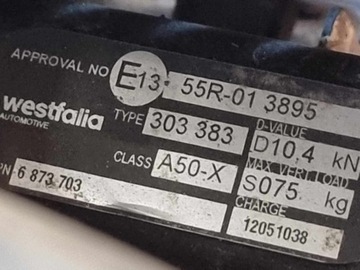 APPROVAL NO E13 55R-01 3895
westfalia
AUTOMOTIVE
TYPE 303 383
D-VALUE
D10,4 kN
CLASS A50-X
MAX VERT LOAD
S075 kg
PN 6 873 703
CHARGE
12051038